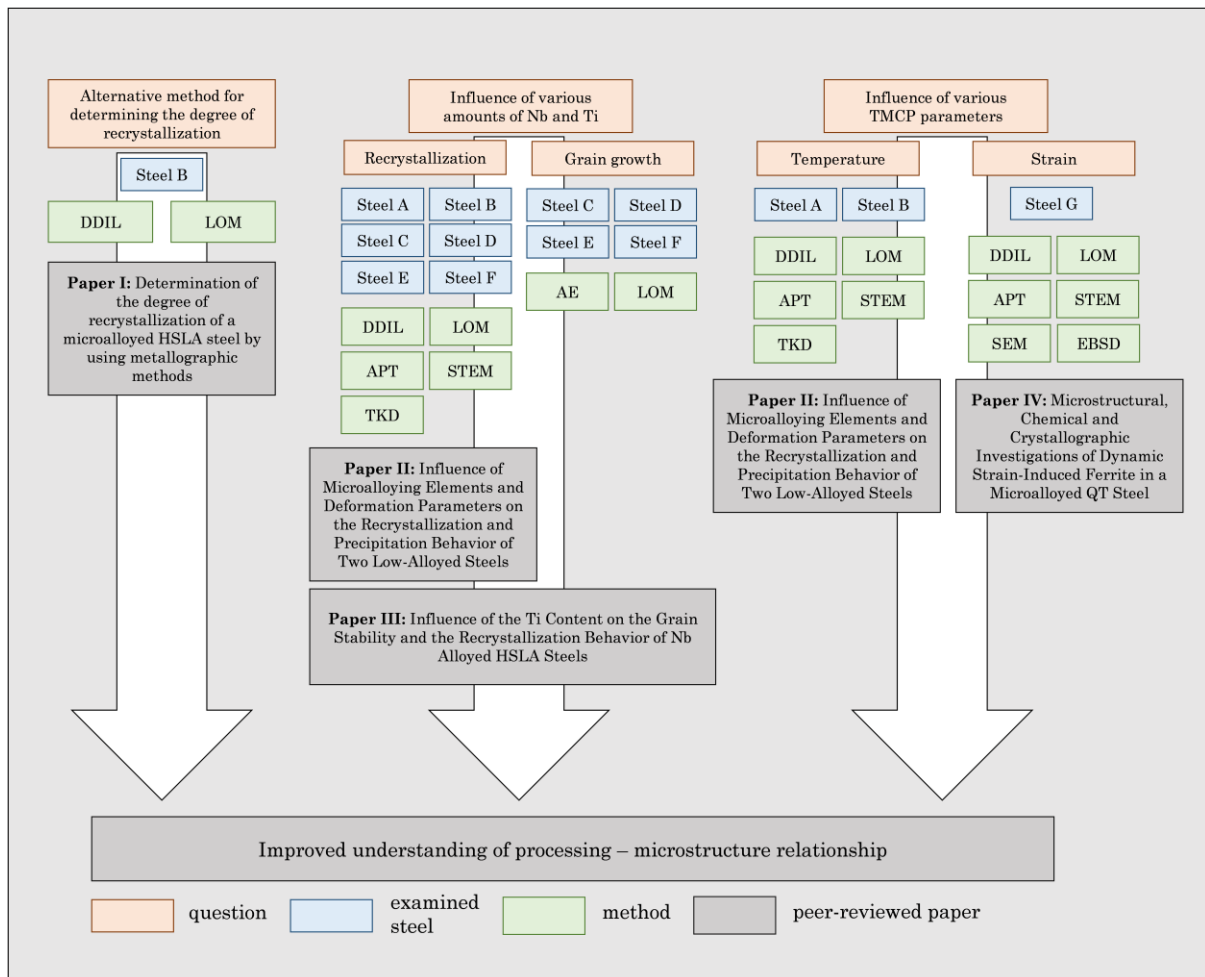 Alternative method for
determining the degree of
recrystallization
Steel B
DDIL
LOM
Paper I: Determination of
the degree of
recrystallization of a
microalloyed HSLA steel by
using metallographic
methods
Influence of various
amounts of Nb and Ti
Recrystallization
Steel A
Steel B
Steel C
Steel D
Steel E
Steel F
DDIL
LOM
APT
STEM
TKD
Grain growth
Steel C
Steel D
Steel E
Steel F
AE
LOM
Paper II: Influence of
Microalloying Elements and
Deformation Parameters on
the Recrystallization and
Precipitation Behavior of
Two Low-Alloyed Steels
Paper III: Influence of the Ti Content on the Grain
Stability and the Recrystallization Behavior of Nb
Alloyed HSLA Steels
Influence of various
TMCP parameters
Temperature
Steel A
Steel B
DDIL
LOM
APT
STEM
TKD
Paper II: Influence of
Microalloying Elements and
Deformation Parameters on
the Recrystallization and
Precipitation Behavior of
Two Low-Alloyed Steels
Strain
Steel G
DDIL
LOM
APT
STEM
SEM
EBSD
Paper IV: Microstructural,
Chemical and
Crystallographic
Investigations of Dynamic
Strain-Induced Ferrite in a
Microalloyed QT Steel
Improved understanding of processing – microstructure relationship
question
examined
steel
method
peer-reviewed paper